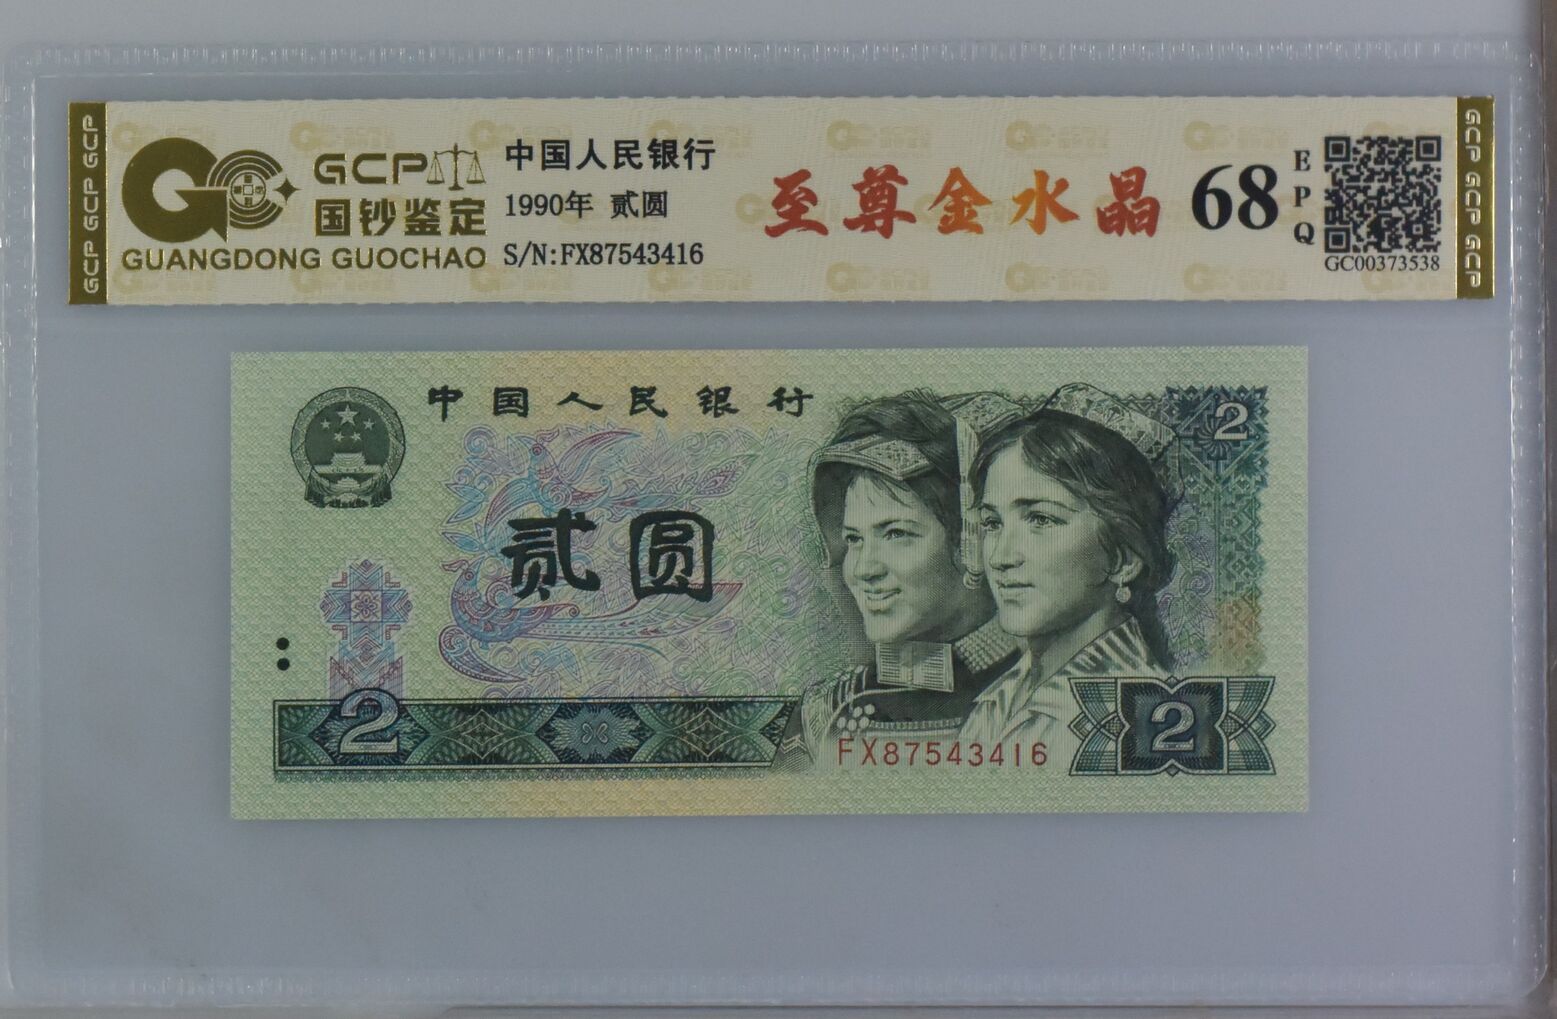 GCP GCP GCP
GCP
国钞鉴定
GUANGDONG GUOCHAO
中国人民银行
1990年 贰圆
S/N:FX87543416
至尊金水晶
68
EPQ
GC00373538
GCP GCP GCP
中国人民银行
2
贰圆
2
FX87543416
2